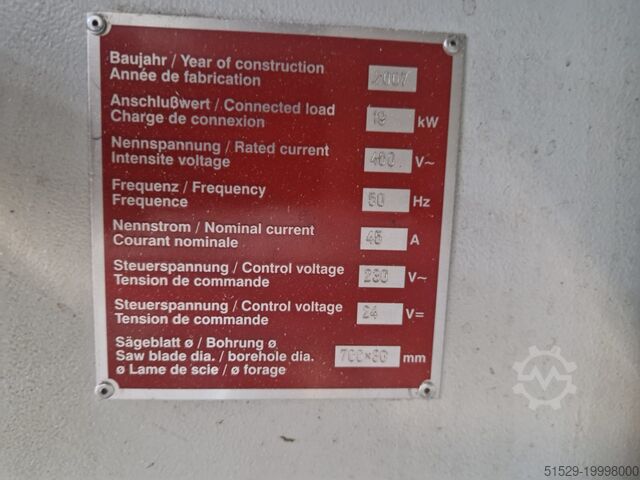 Baujahr / Year of construction
Année de fabrication 2007
Anschlußwert / Connected load
Charge de connexion kW
Nennspannung / Rated current
Intensite voltage 400 V~
Frequenz / Frequency
Frequence 50 Hz
Nennstrom / Nominal current
Courant nominale 45 A
Steuerspannung / Control voltage
Tension de commande 230 V~
Steuerspannung / Control voltage
Tension de commande 24 V=
Sägeblatt ø / Bohrung ø
Saw blade dia. / borehole dia. mm
ø Lame de scie / ø forage
51529-19998000